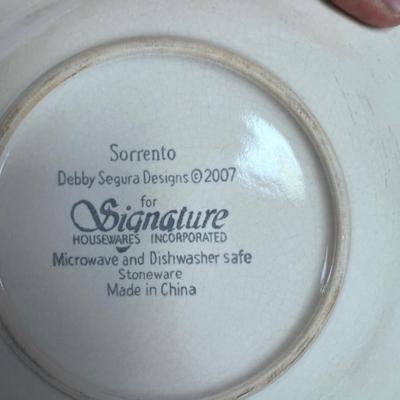 Sorrento
Debby Segura Designs ©2007
for
Signature
HOUSEWARES INCORPORATED
Microwave and Dishwasher safe
Stoneware
Made in China